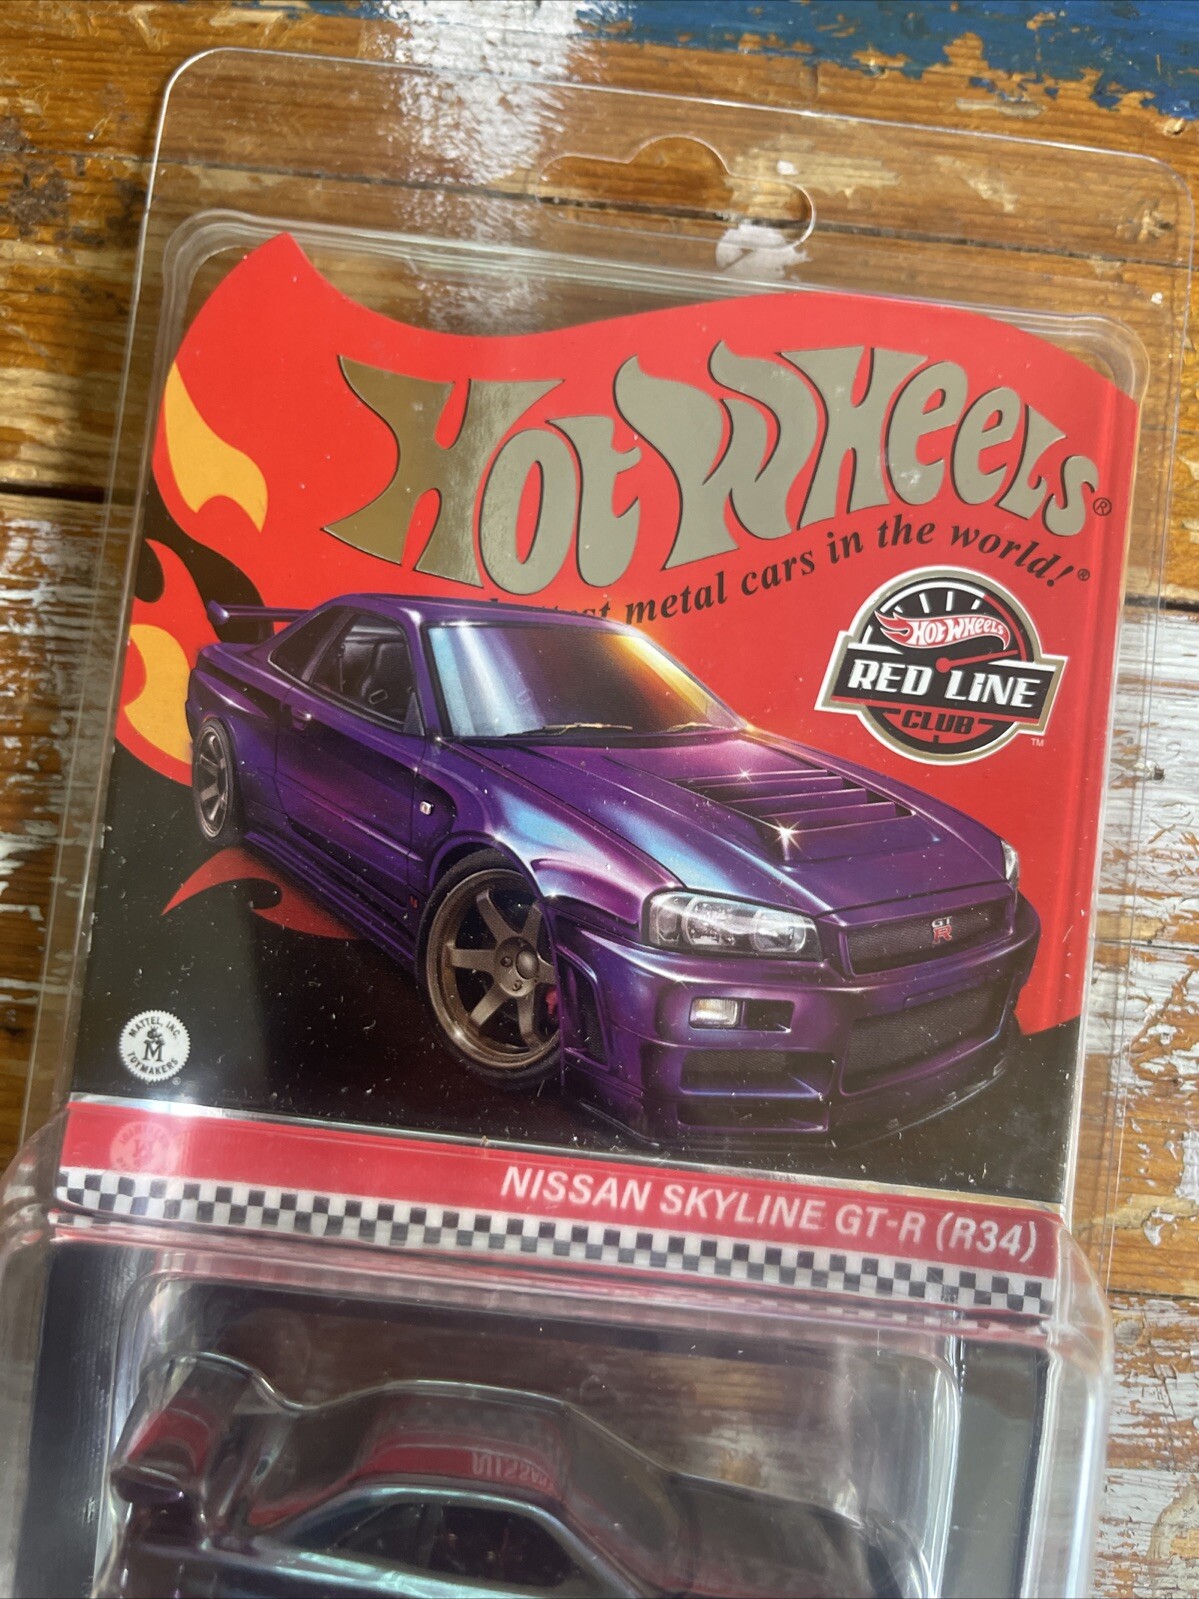 HOT WHEELS®
metal cars in the world!®
HOT WHEELS
RED LINE
CLUB
TM
GT
R
MATTEL, INC.
M
TOYMAKERS
®
NISSAN SKYLINE GT-R (R34)